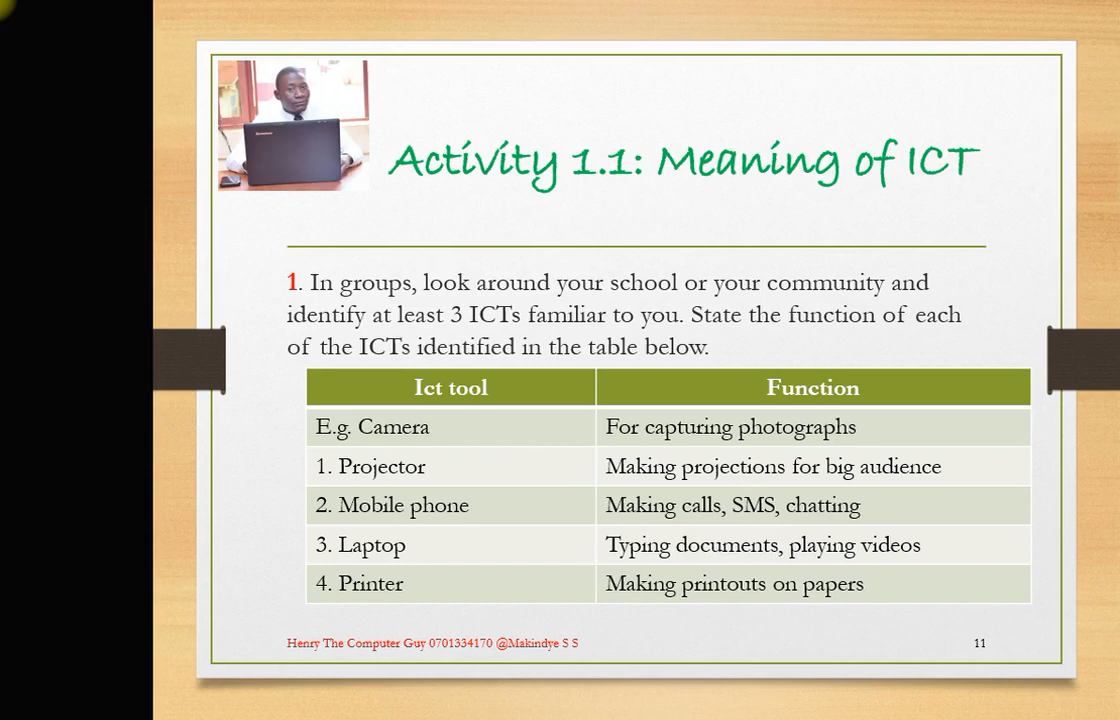 Activity 1.1: Meaning of ICT
1. In groups, look around your school or your community and
identify at least 3 ICTs familiar to you. State the function of each
of the ICTs identified in the table below.
Ict tool Function
E.g. Camera For capturing photographs
1. Projector Making projections for big audience
2. Mobile phone Making calls, SMS, chatting
3. Laptop Typing documents, playing videos
4. Printer Making printouts on papers
Henry The Computer Guy 0701334170 @Makindye S S 11